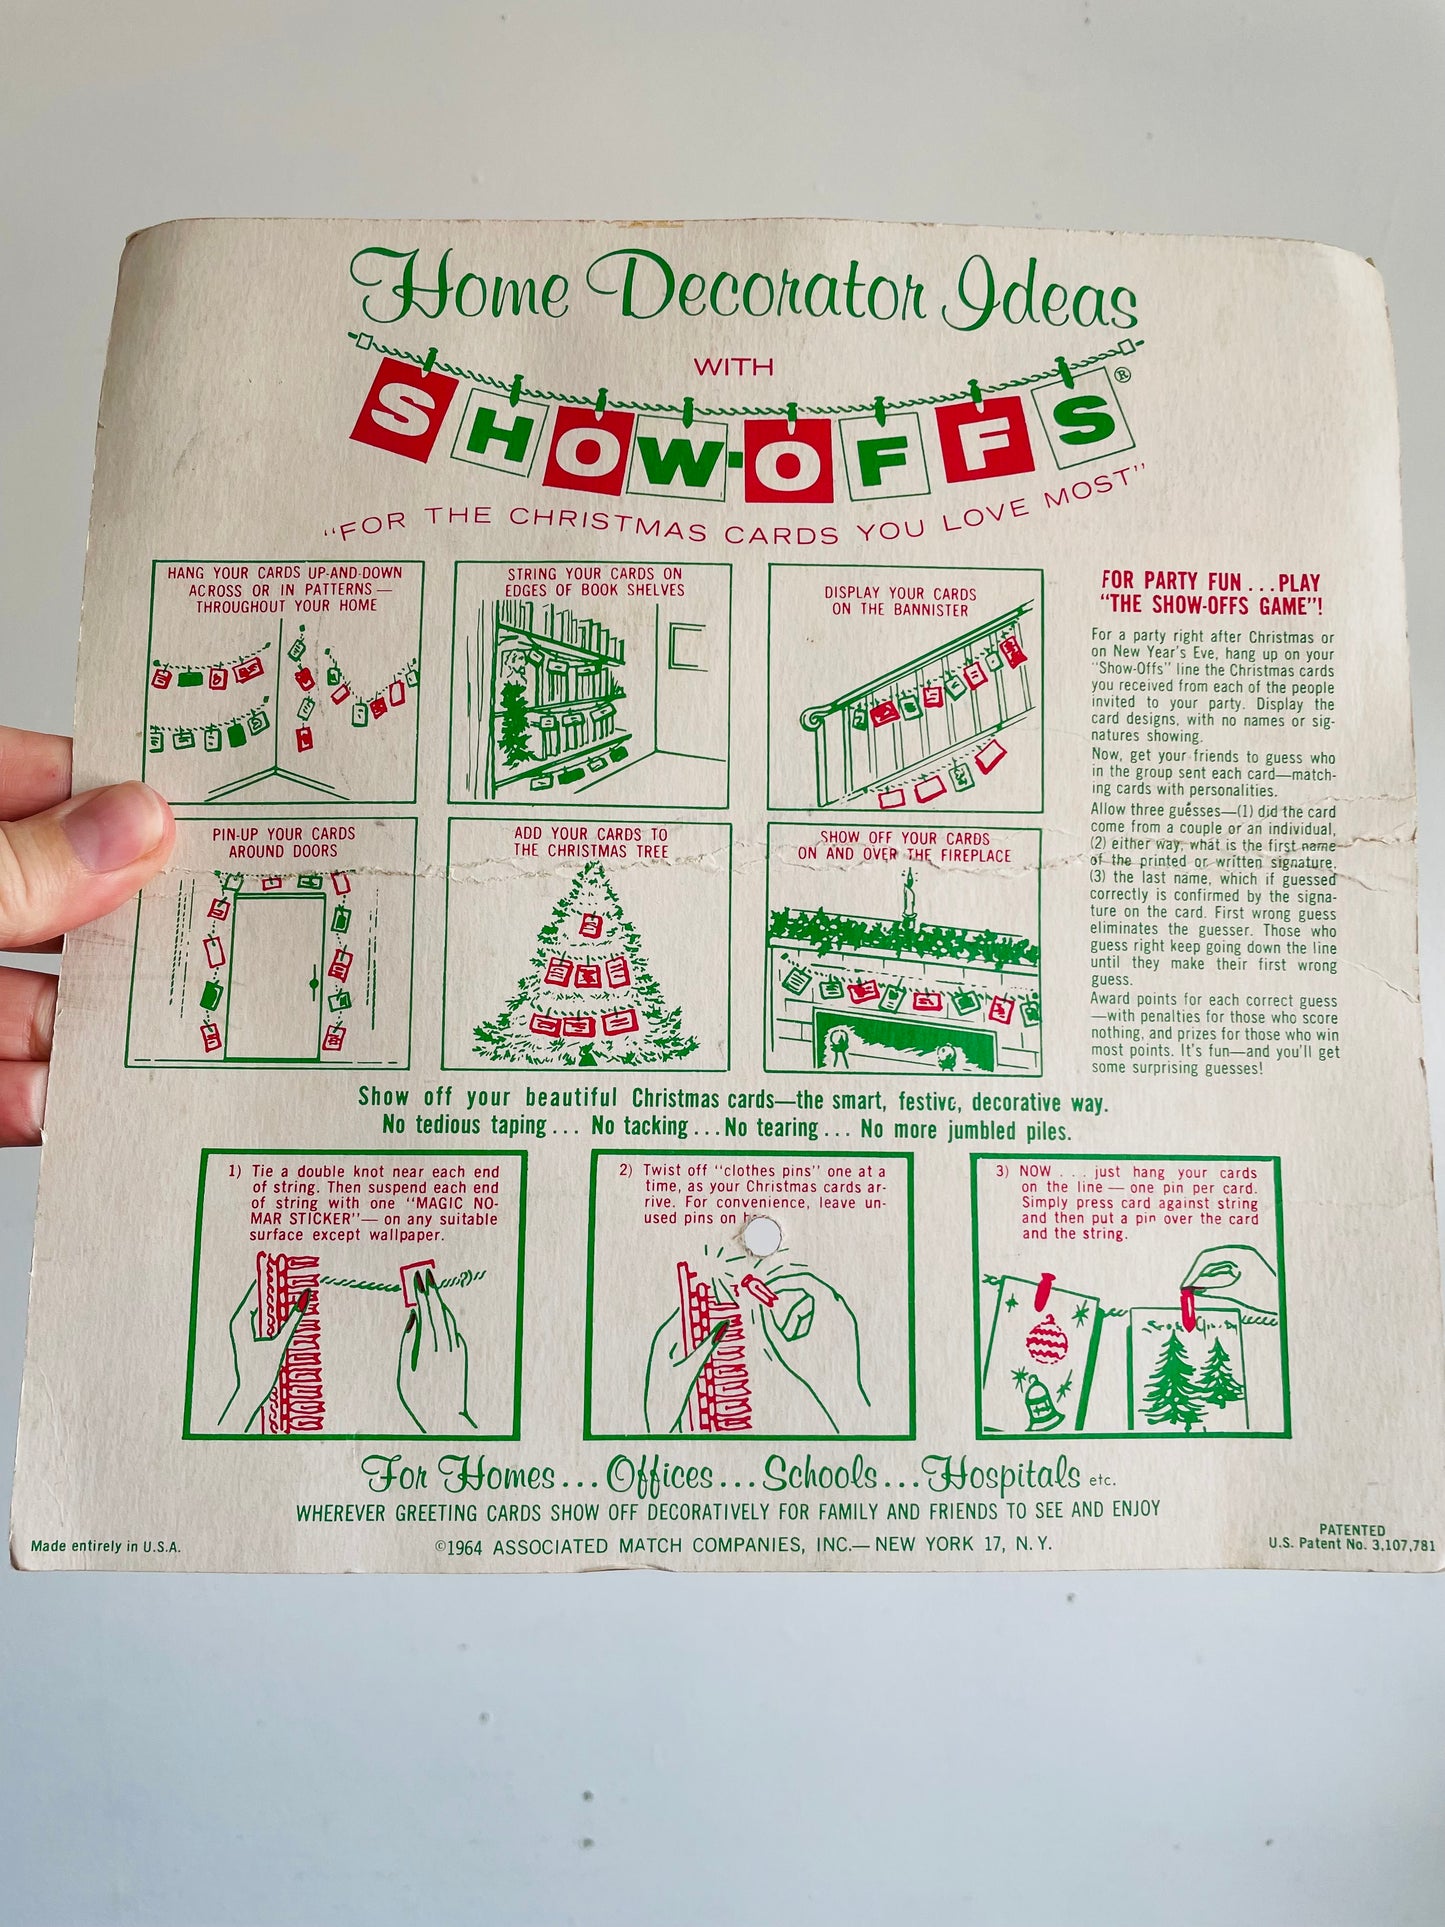 Home Decorator Ideas
WITH
SHOW-OFFS®
"FOR THE CHRISTMAS CARDS YOU LOVE MOST"
HANG YOUR CARDS UP-AND-DOWN
ACROSS OR IN PATTERNS—
THROUGHOUT YOUR HOME
STRING YOUR CARDS ON
EDGES OF BOOK SHELVES
DISPLAY YOUR CARDS
ON THE BANNISTER
PIN-UP YOUR CARDS
AROUND DOORS
ADD YOUR CARDS TO
THE CHRISTMAS TREE
SHOW OFF YOUR CARDS
ON AND OVER THE FIREPLACE
FOR PARTY FUN...PLAY
"THE SHOW-OFFS GAME"!
For a party right after Christmas or
on New Year's Eve, hang up on your
"Show-Offs" line the Christmas cards
you received from each of the people
invited to your party. Display the
card designs, with no names or sig-
natures showing.
Now, get your friends to guess who
in the group sent each card—match-
ing cards with personalities.
Allow three guesses—(1) did the card
come from a couple or an individual,
(2) either way, what is the first name
of the printed or written signature,
(3) the last name, which if guessed
correctly is confirmed by the signa-
ture on the card. First wrong guess
eliminates the guesser. Those who
guess right keep going down the line
until they make their first wrong
guess.
Award points for each correct guess
—with penalties for those who score
nothing, and prizes for those who win
most points. It's fun—and you'll get
some surprising guesses!
Show off your beautiful Christmas cards—the smart, festive, decorative way.
No tedious taping... No tacking...No tearing... No more jumbled piles.
1) Tie a double knot near each end
of string. Then suspend each end
of string with one "MAGIC NO-
MAR STICKER"—on any suitable
surface except wallpaper.
2) Twist off "clothes pins" one at a
time, as your Christmas cards ar-
rive. For convenience, leave un-
used pins on
3) NOW ... just hang your cards
on the line — one pin per card.
Simply press card against string
and then put a pin over the card
and the string.
For Homes...Offices...Schools...Hospitals etc.
WHEREVER GREETING CARDS SHOW OFF DECORATIVELY FOR FAMILY AND FRIENDS TO SEE AND ENJOY
Made entirely in U.S.A.
©1964 ASSOCIATED MATCH COMPANIES, INC.—NEW YORK 17, N.Y.
PATENTED
U.S. Patent No. 3,107,781